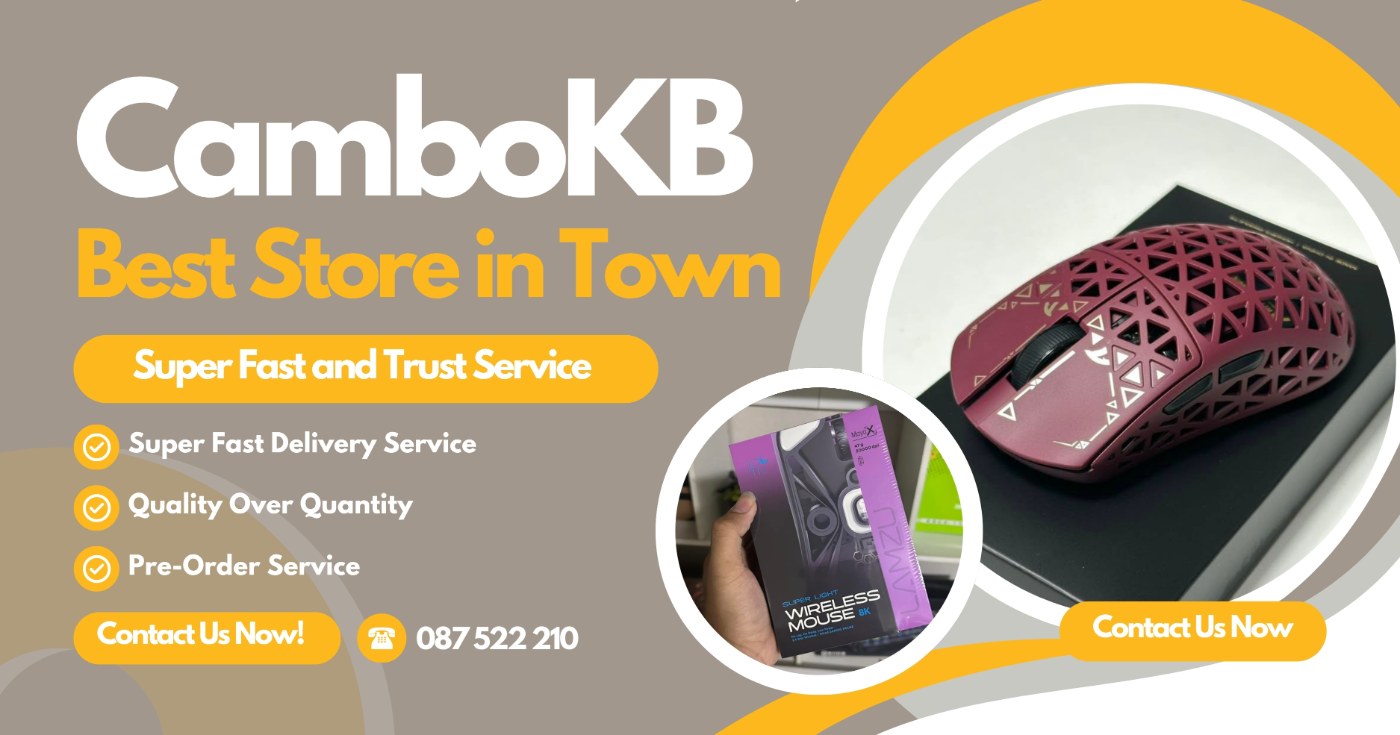 CamboKB
Best Store in Town
Super Fast and Trust Service
Super Fast Delivery Service
Quality Over Quantity
Pre-Order Service
Contact Us Now!
087 522 210
LAMZU
SUPER LIGHT
WIRELESS
MOUSE 8K
Contact Us Now